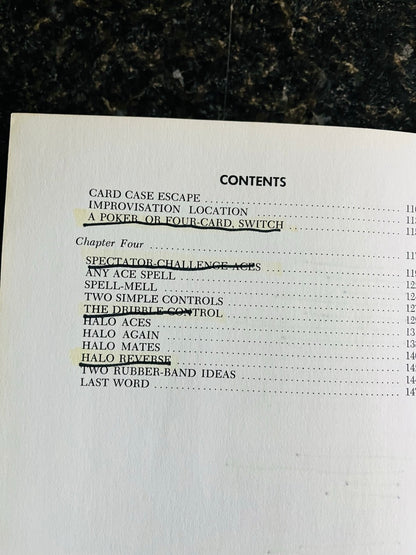 CONTENTS
CARD CASE ESCAPE
IMPROVISATION LOCATION
A POKER, OR FOUR-CARD, SWITCH
Chapter Four
SPECTATOR-CHALLENGE ACES
ANY ACE SPELL
SPELL-MELL
TWO SIMPLE CONTROLS
THE DRIBBLE CONTROL
HALO ACES
HALO AGAIN
HALO MATES
HALO REVERSE
TWO RUBBER-BAND IDEAS
LAST WORD